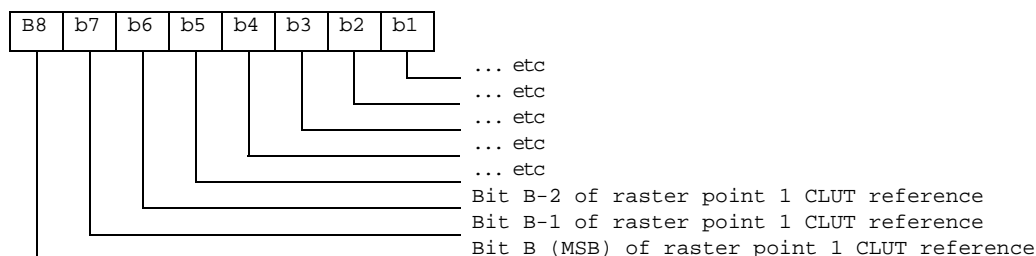 B8 b7 b6 b5 b4 b3 b2 b1
... etc
... etc
... etc
... etc
... etc
Bit B-2 of raster point 1 CLUT reference
Bit B-1 of raster point 1 CLUT reference
Bit B (MSB) of raster point 1 CLUT reference